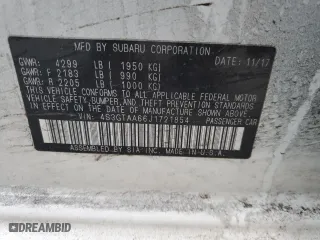 MFD. BY SUBARU CORPORATION
DATE: 11/17
GVWR: 4299 LB ( 1950 KG)
GAWR: F 2183 LB ( 990 KG)
GAWR: R 2205 LB ( 1000 KG)
THIS VEHICLE CONFORMS TO ALL APPLICABLE FEDERAL MOTOR VEHICLE
SAFETY, BUMPER, AND THEFT PREVENTION STANDARDS IN EFFECT
ON THE DATE OF MANUFACTURE SHOWN ABOVE.
VIN: 4S3GTAA66J1721854 PASSENGER CAR
ASSEMBLED BY SIA, INC. MADE IN U.S.A.